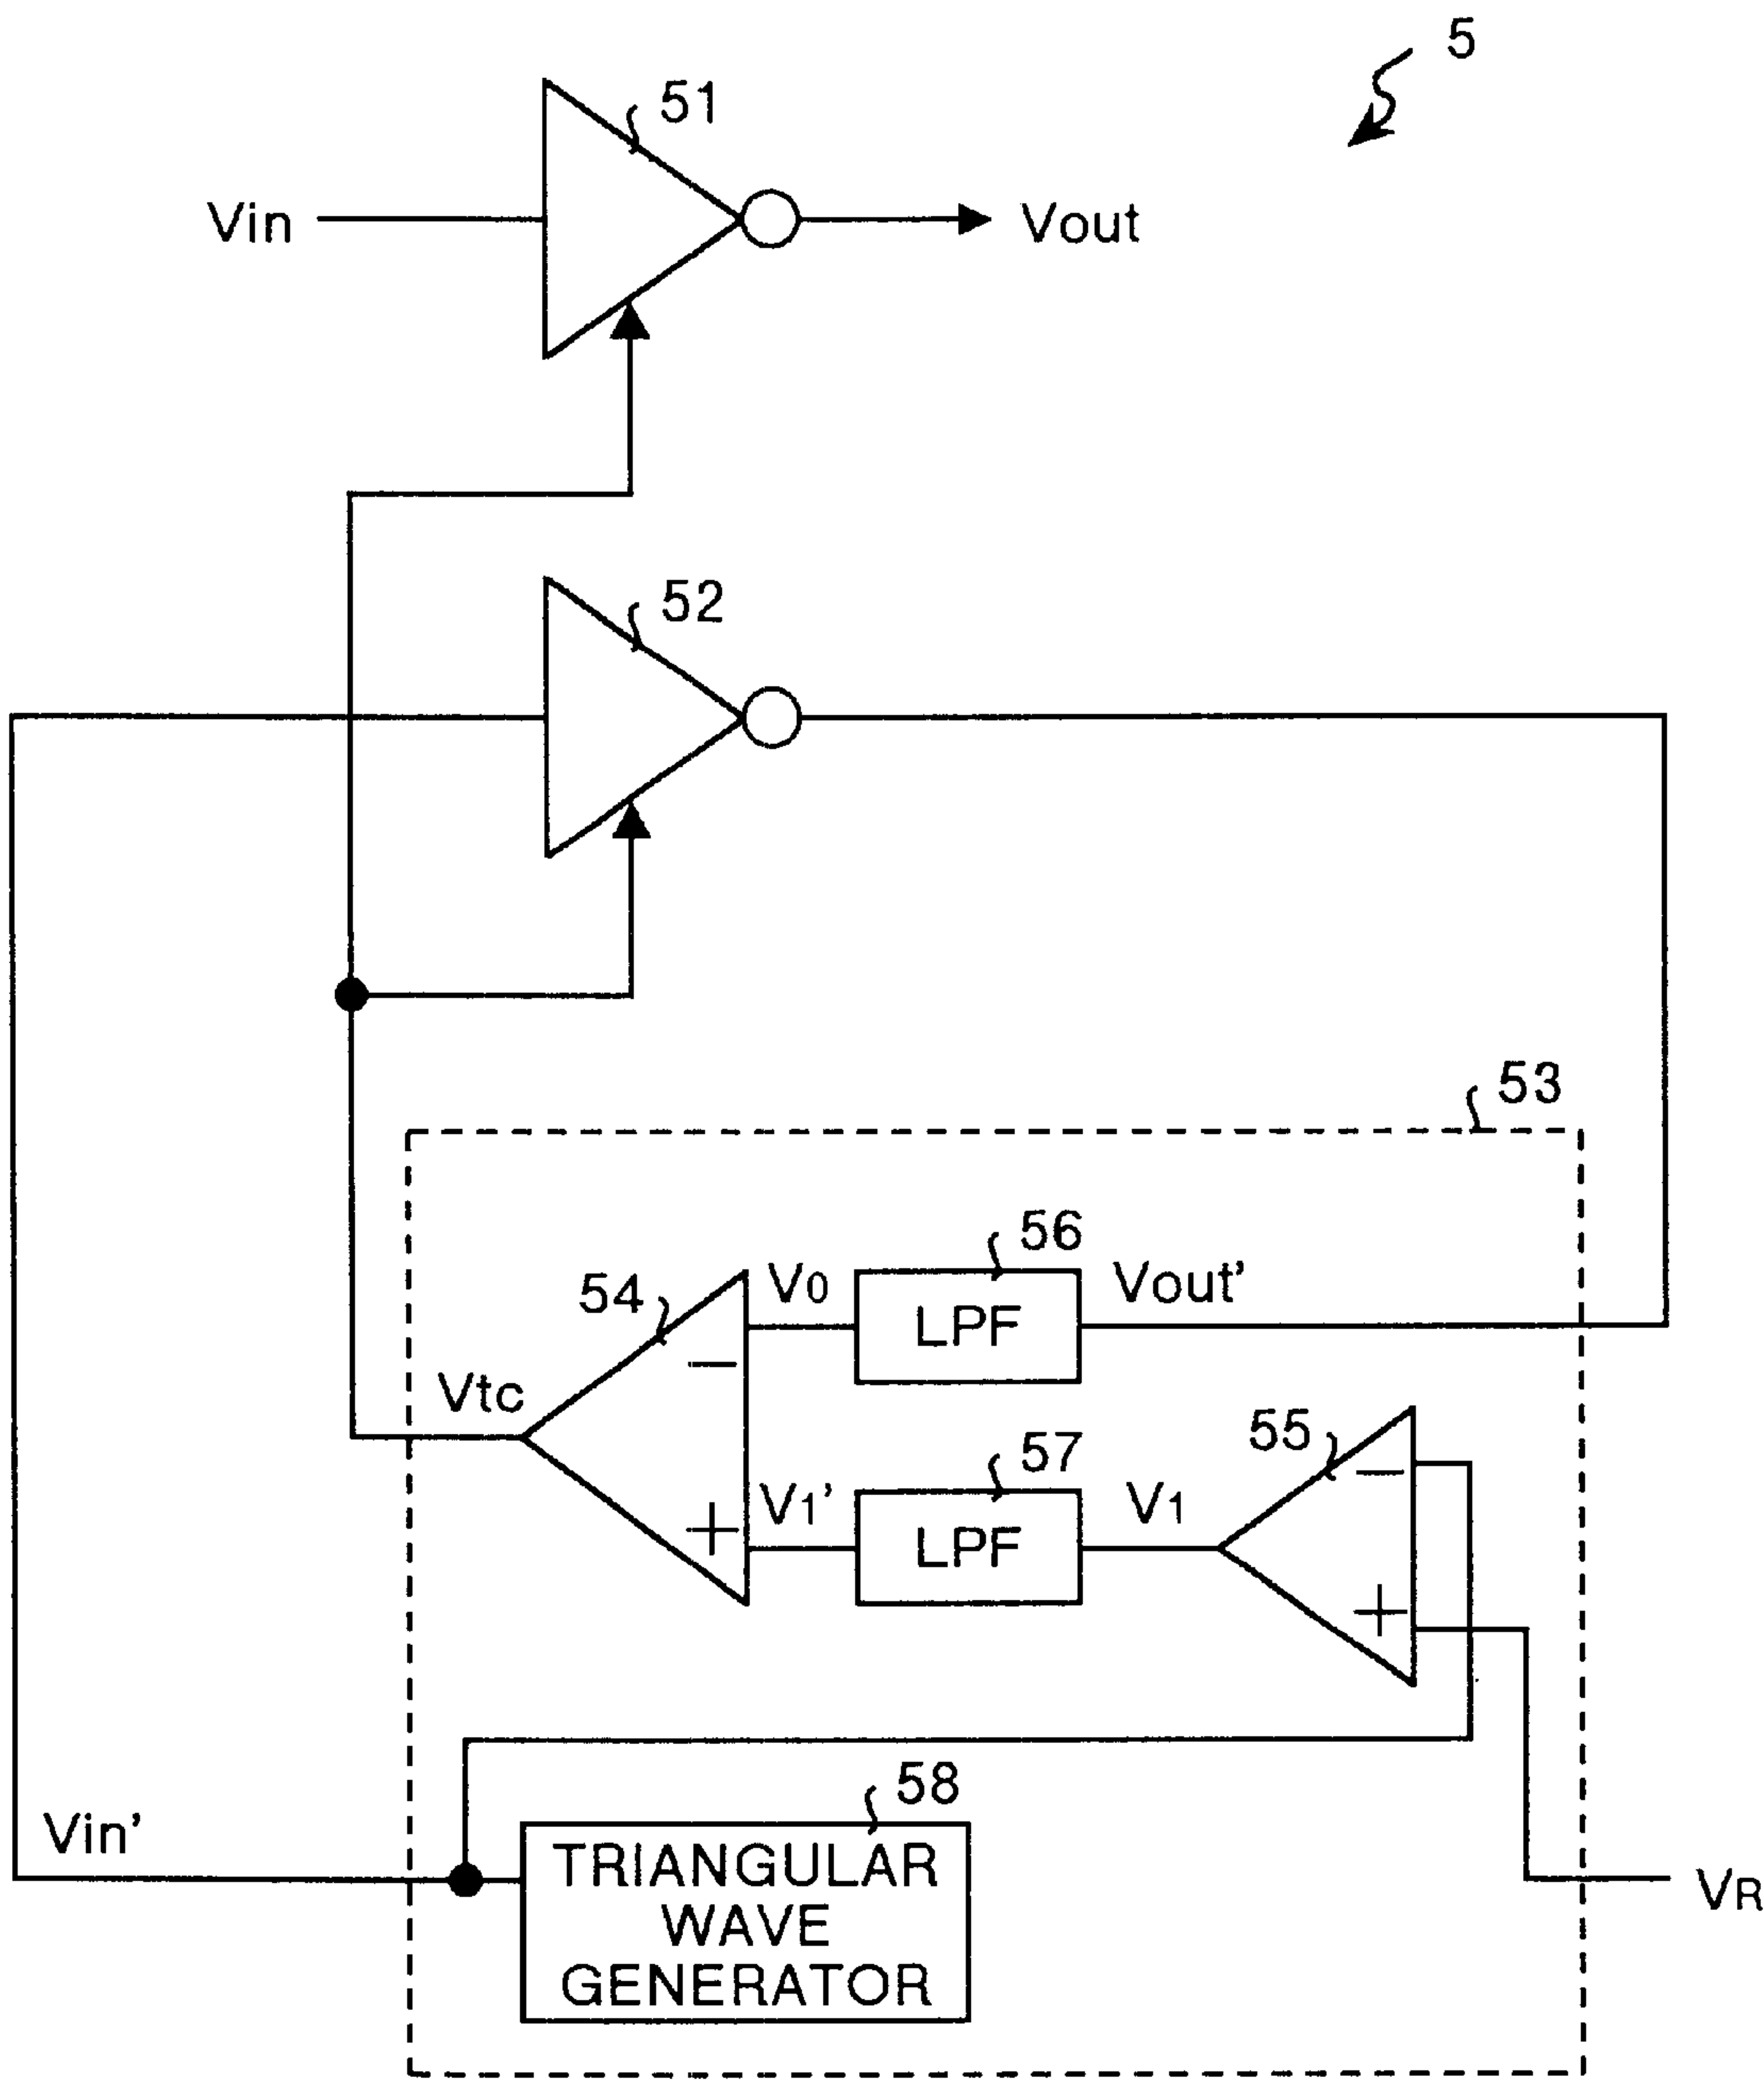 5
51
Vin
Vout
52
53
56
54
V0
LPF
Vout'
Vtc
−
55
57
−
V1'
V1
+
LPF
+
58
Vin'
TRIANGULAR
WAVE
GENERATOR
VR